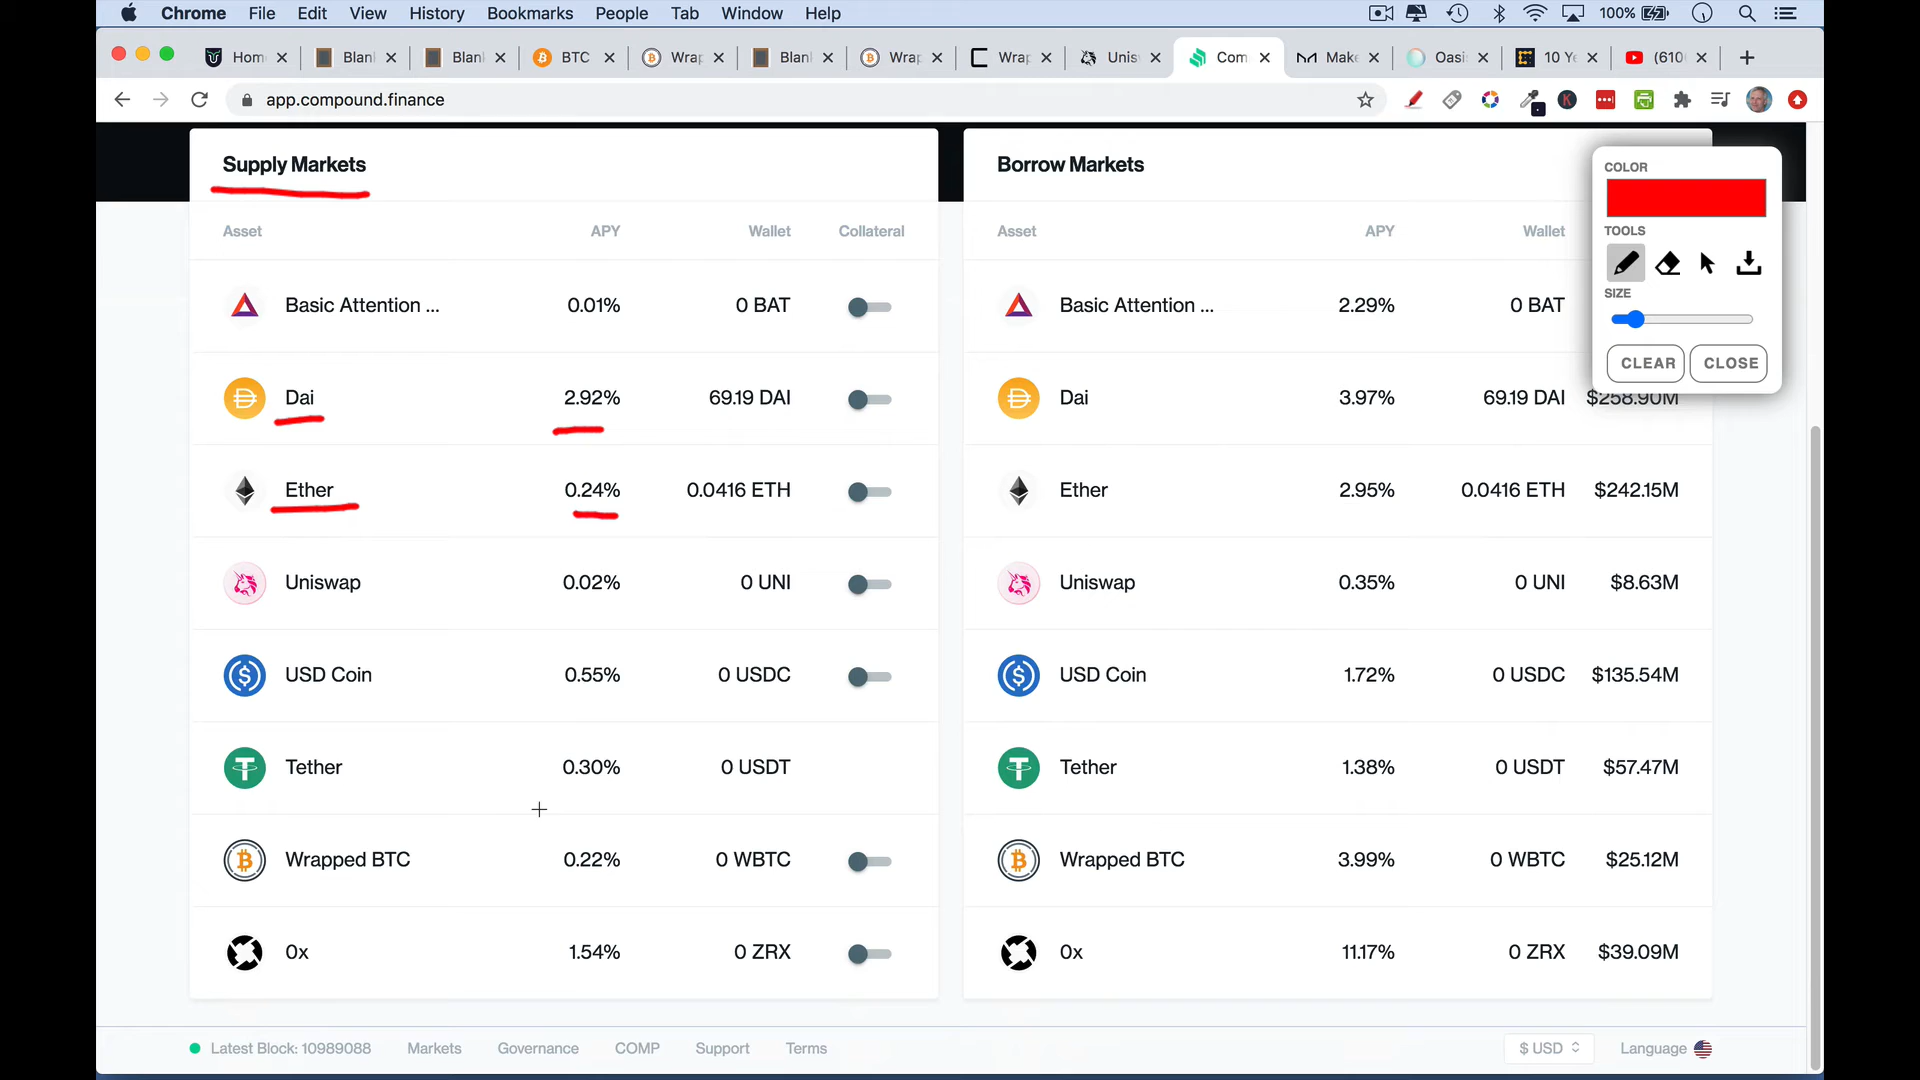 Chrome File Edit View History Bookmarks People Tab Window Help 100%
Hom Blan Blan BTC Wrap Blan Wrap Wrap Unis Com Make Oasi 10 Ye (610
app.compound.finance
Supply Markets
Asset APY Wallet Collateral
Basic Attention ... 0.01% 0 BAT
Dai 2.92% 69.19 DAI
Ether 0.24% 0.0416 ETH
Uniswap 0.02% 0 UNI
USD Coin 0.55% 0 USDC
Tether 0.30% 0 USDT
Wrapped BTC 0.22% 0 WBTC
0x 1.54% 0 ZRX
Borrow Markets
Asset APY Wallet
Basic Attention ... 2.29% 0 BAT
Dai 3.97% 69.19 DAI $258.90M
Ether 2.95% 0.0416 ETH $242.15M
Uniswap 0.35% 0 UNI $8.63M
USD Coin 1.72% 0 USDC $135.54M
Tether 1.38% 0 USDT $57.47M
Wrapped BTC 3.99% 0 WBTC $25.12M
0x 11.17% 0 ZRX $39.09M
COLOR
TOOLS
SIZE
CLEAR CLOSE
Latest Block: 10989088 Markets Governance COMP Support Terms $ USD Language